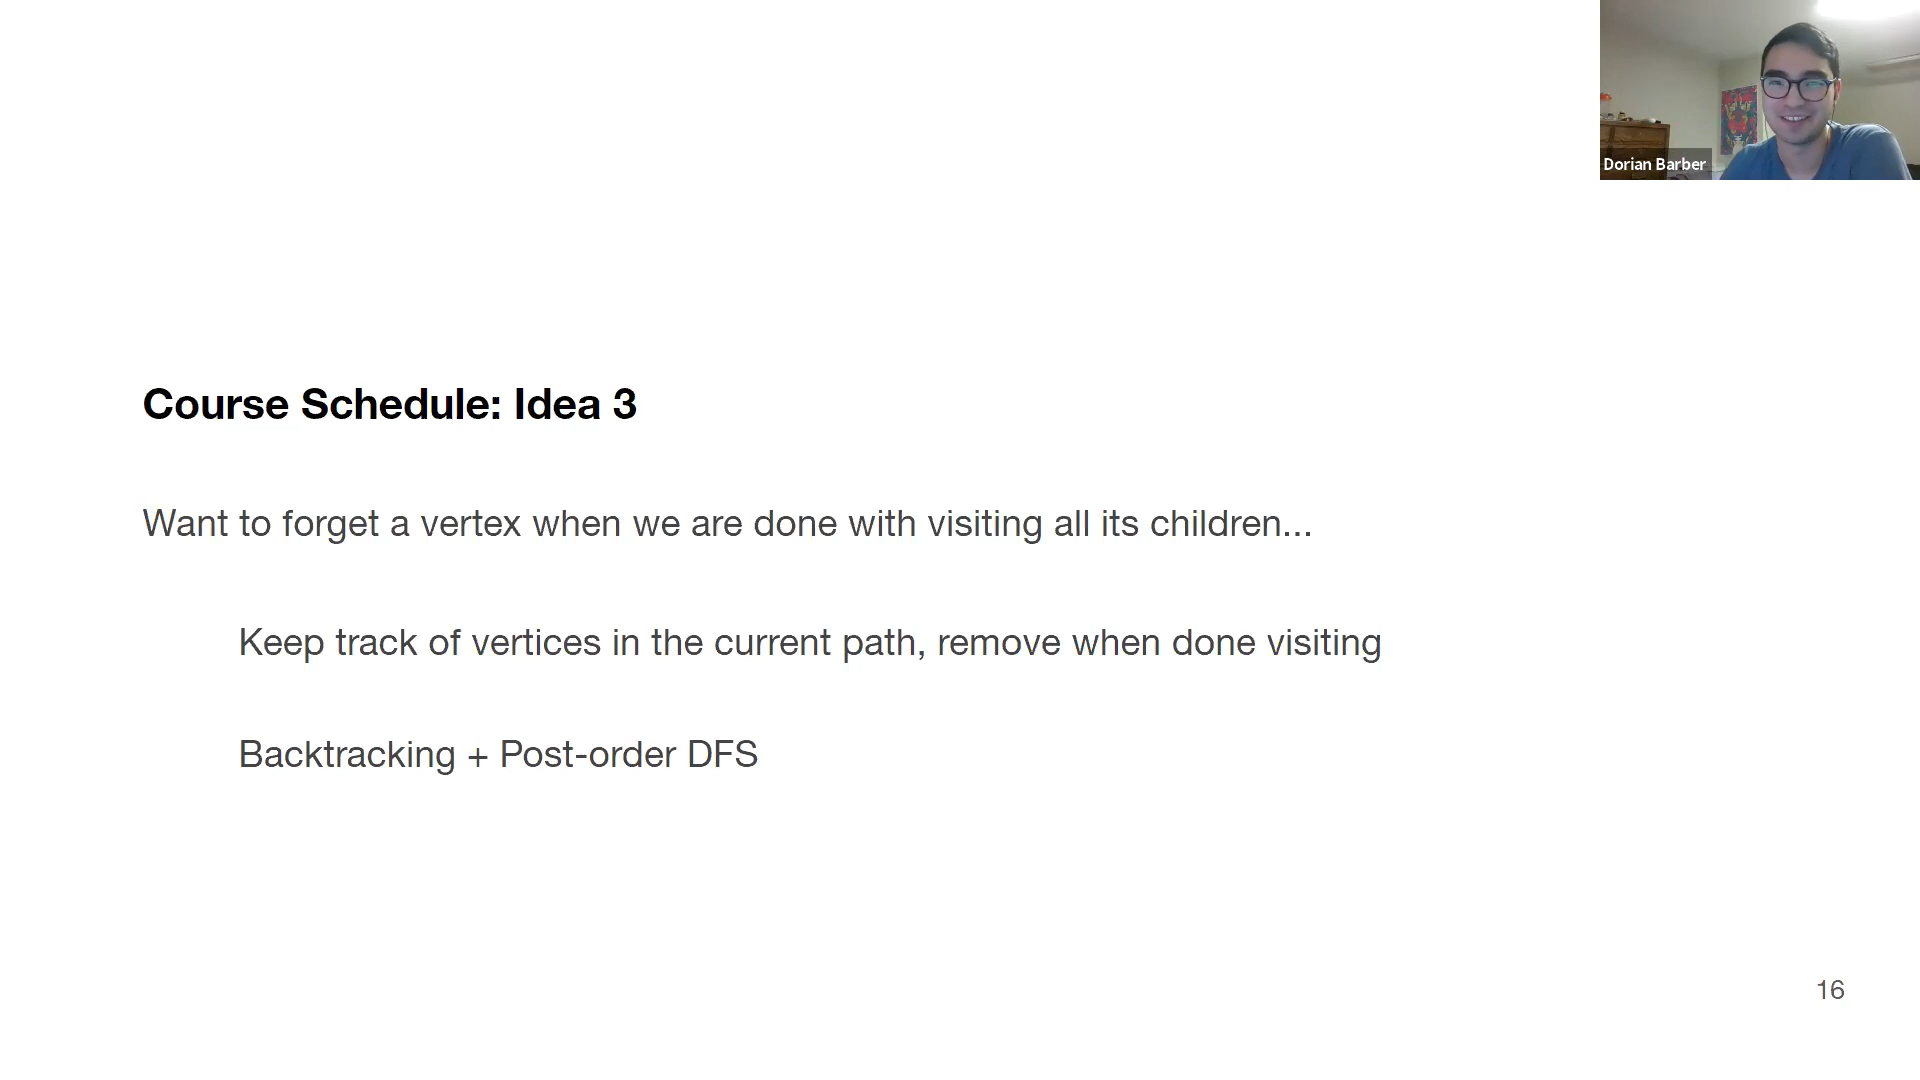 Dorian Barber
Course Schedule: Idea 3
Want to forget a vertex when we are done with visiting all its children...
Keep track of vertices in the current path, remove when done visiting
Backtracking + Post-order DFS
16